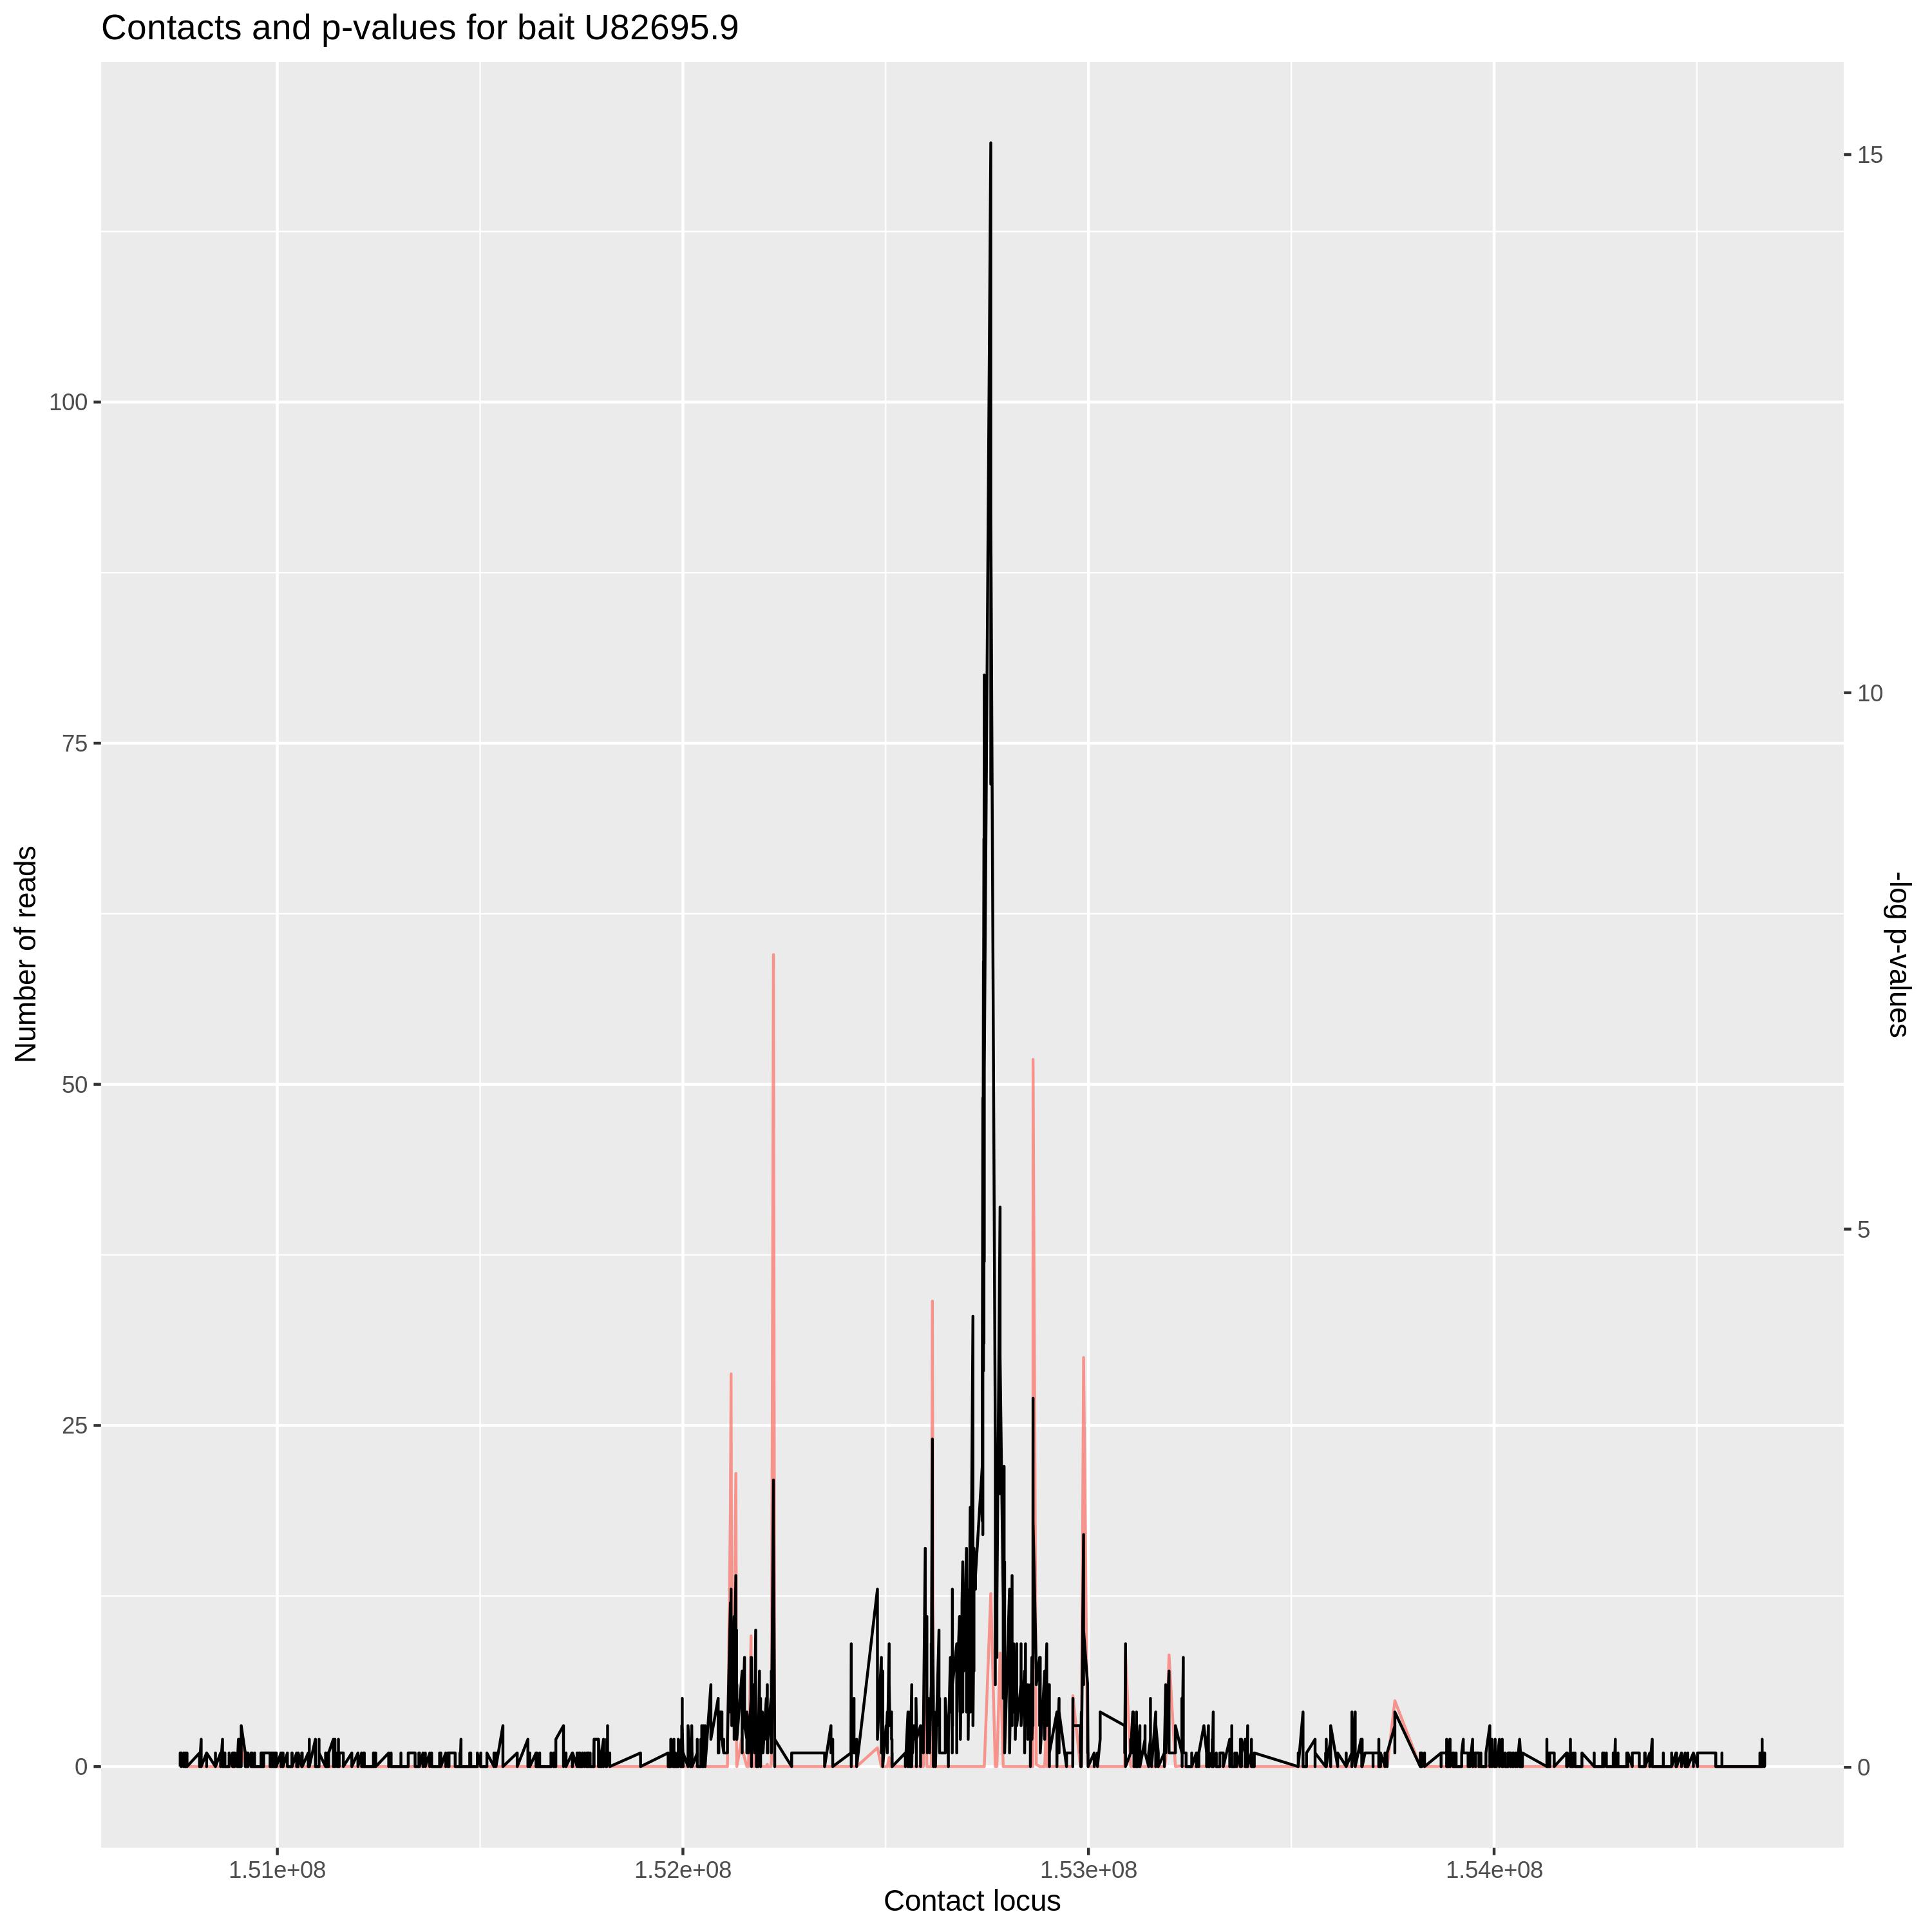 Contacts and p-values for bait U82695.9
Number of reads
100
75
50
25
0
15
10
5
0
-log p-values
1.51e+08
1.52e+08
1.53e+08
1.54e+08
Contact locus